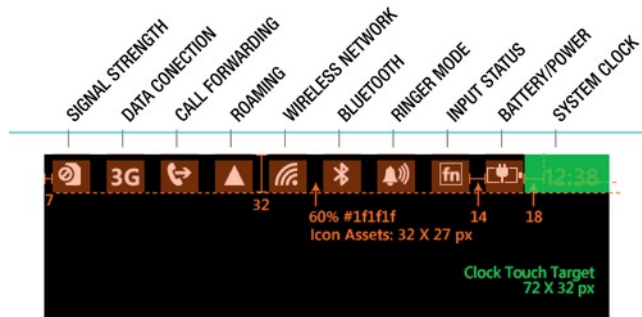 SIGNAL STRENGTH
DATA CONECTION
CALL FORWARDING
ROAMING
WIRELESS NETWORK
BLUETOOTH
RINGER MODE
INPUT STATUS
BATTERY/POWER
SYSTEM CLOCK
3G
fn
12:38
7
32
60% #1f1f1f
14
18
Icon Assets: 32 X 27 px
Clock Touch Target
72 X 32 px